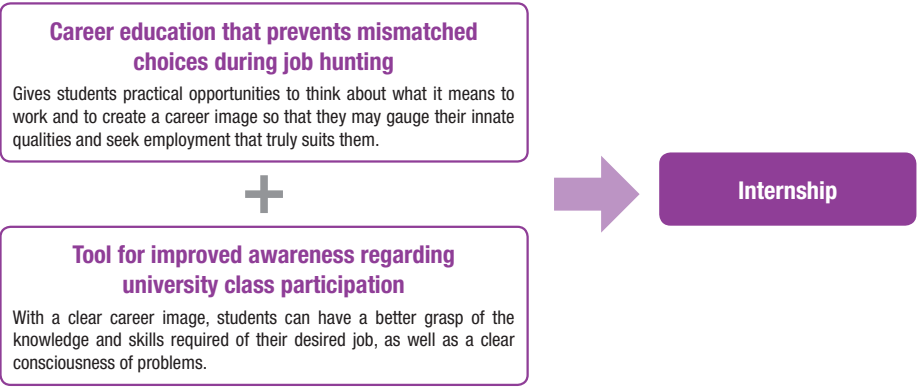 Career education that prevents mismatched
choices during job hunting
Gives students practical opportunities to think about what it means to
work and to create a career image so that they may gauge their innate
qualities and seek employment that truly suits them.
+
Tool for improved awareness regarding
university class participation
With a clear career image, students can have a better grasp of the
knowledge and skills required of their desired job, as well as a clear
consciousness of problems.
Internship